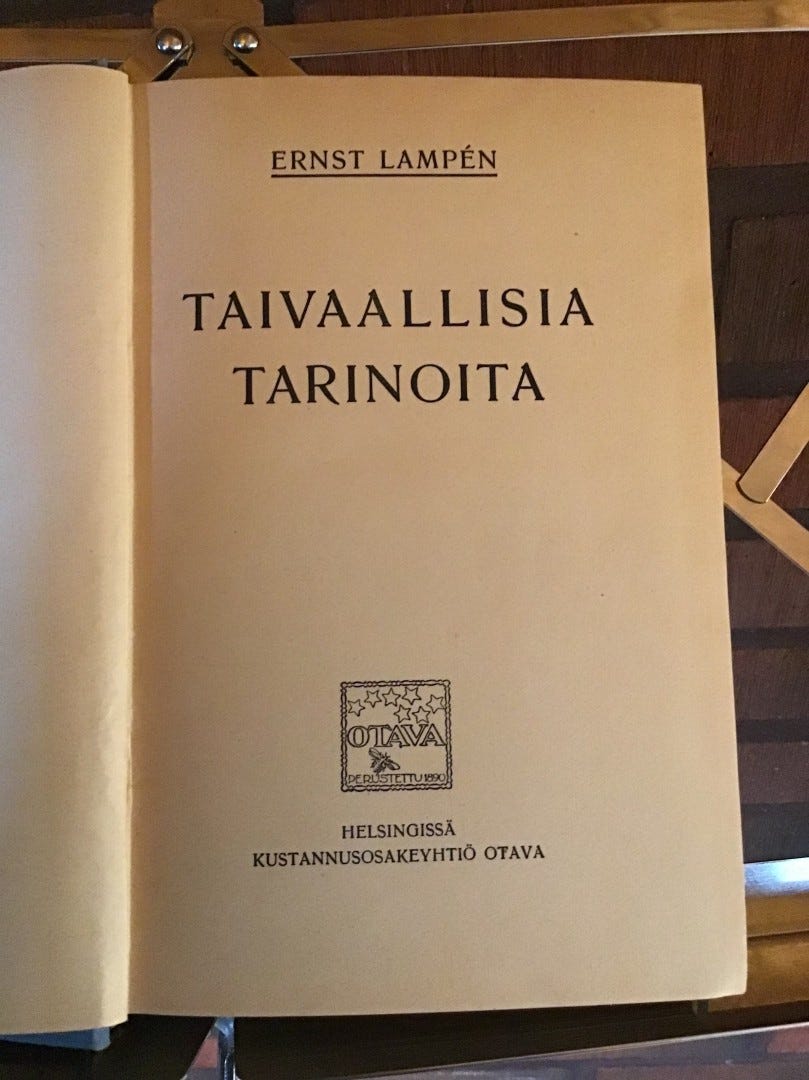 ERNST LAMPÉN
TAIVAALLISIA
TARINOITA
OTAVA
PERUSTETTU 1890
HELSINGISSÄ
KUSTANNUSOSAKEYHTIÖ OTAVA